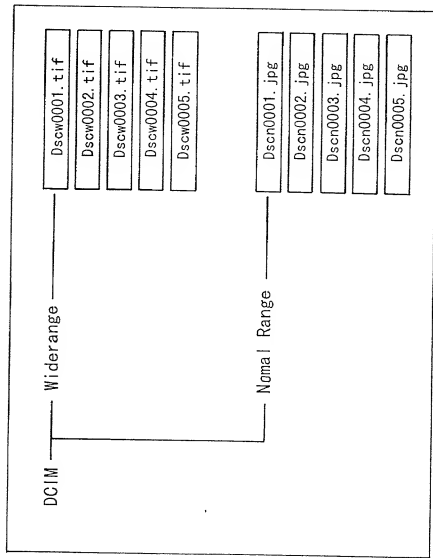 DCIM
Widerange
Dscw0001.tif
Dscw0002.tif
Dscw0003.tif
Dscw0004.tif
Dscw0005.tif
Nomal Range
Dscn0001.jpg
Dscn0002.jpg
Dscn0003.jpg
Dscn0004.jpg
Dscn0005.jpg